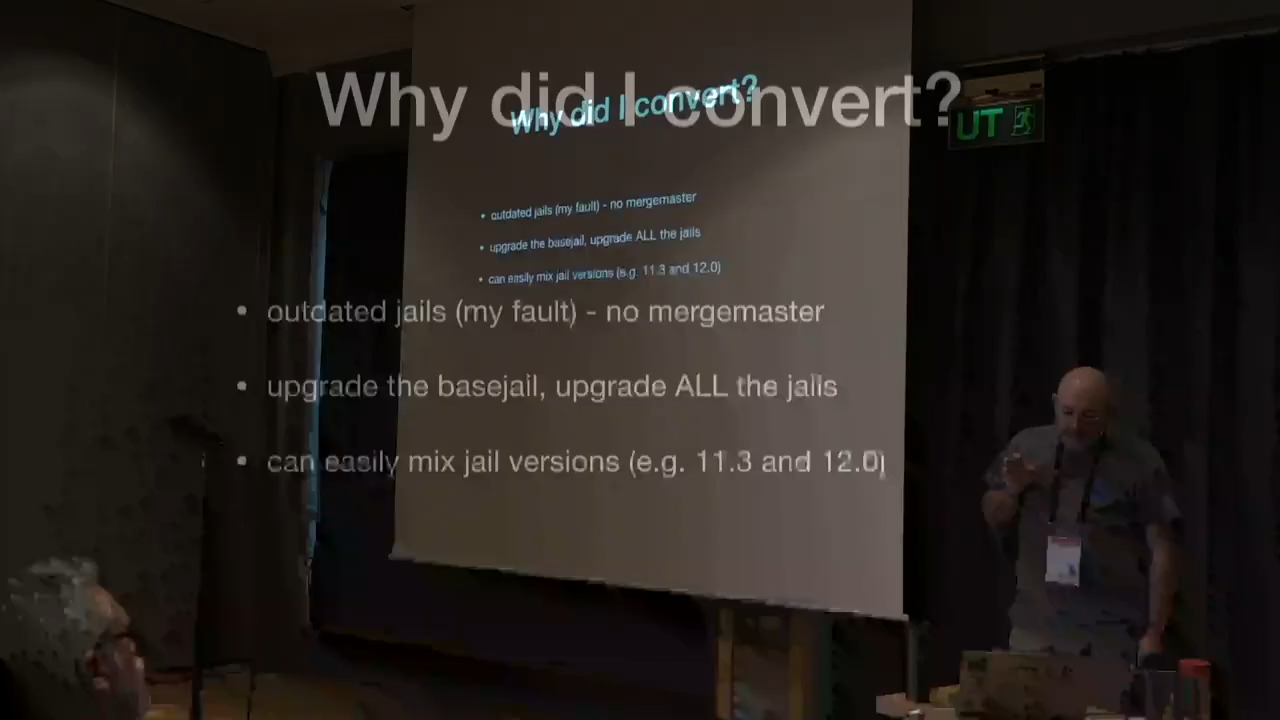 Why did I convert?
• outdated jails (my fault) - no mergemaster
• upgrade the basejail, upgrade ALL the jails
• can easily mix jail versions (e.g. 11.3 and 12.0)
Why did I convert?
UT
• outdated jails (my fault) - no mergemaster
• upgrade the basejail, upgrade ALL the jails
• can easily mix jail versions (e.g. 11.3 and 12.0)